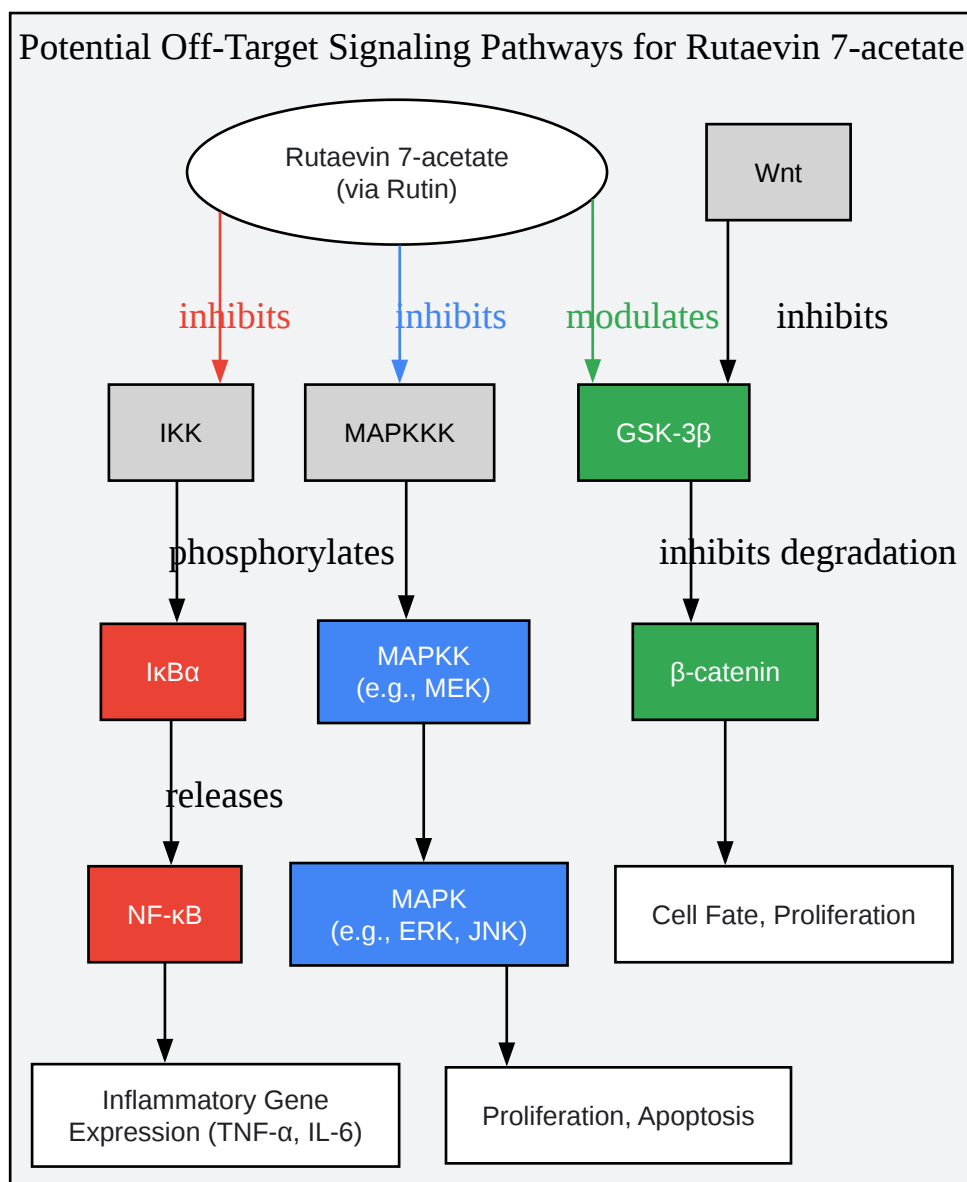 Potential Off-Target Signaling Pathways for Rutaevin 7-acetate
Rutaevin 7-acetate
(via Rutin)
Wnt
inhibits
inhibits
modulates
inhibits
IKK
MAPKKK
GSK-3β
phosphorylates
inhibits degradation
IκBα
MAPKK
(e.g., MEK)
β-catenin
releases
NF-κB
MAPK
(e.g., ERK, JNK)
Cell Fate, Proliferation
Inflammatory Gene
Expression (TNF-α, IL-6)
Proliferation, Apoptosis